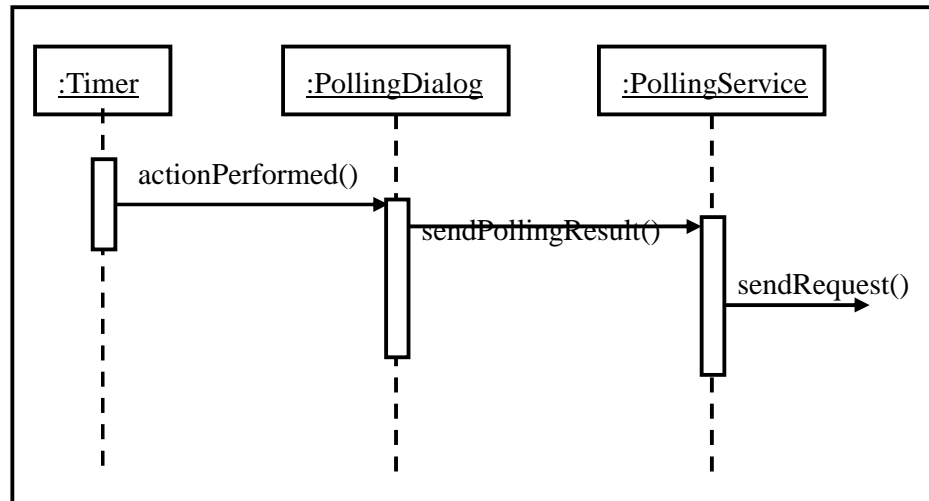 :Timer
:PollingDialog
:PollingService
actionPerformed()
sendPollingResult()
sendRequest()